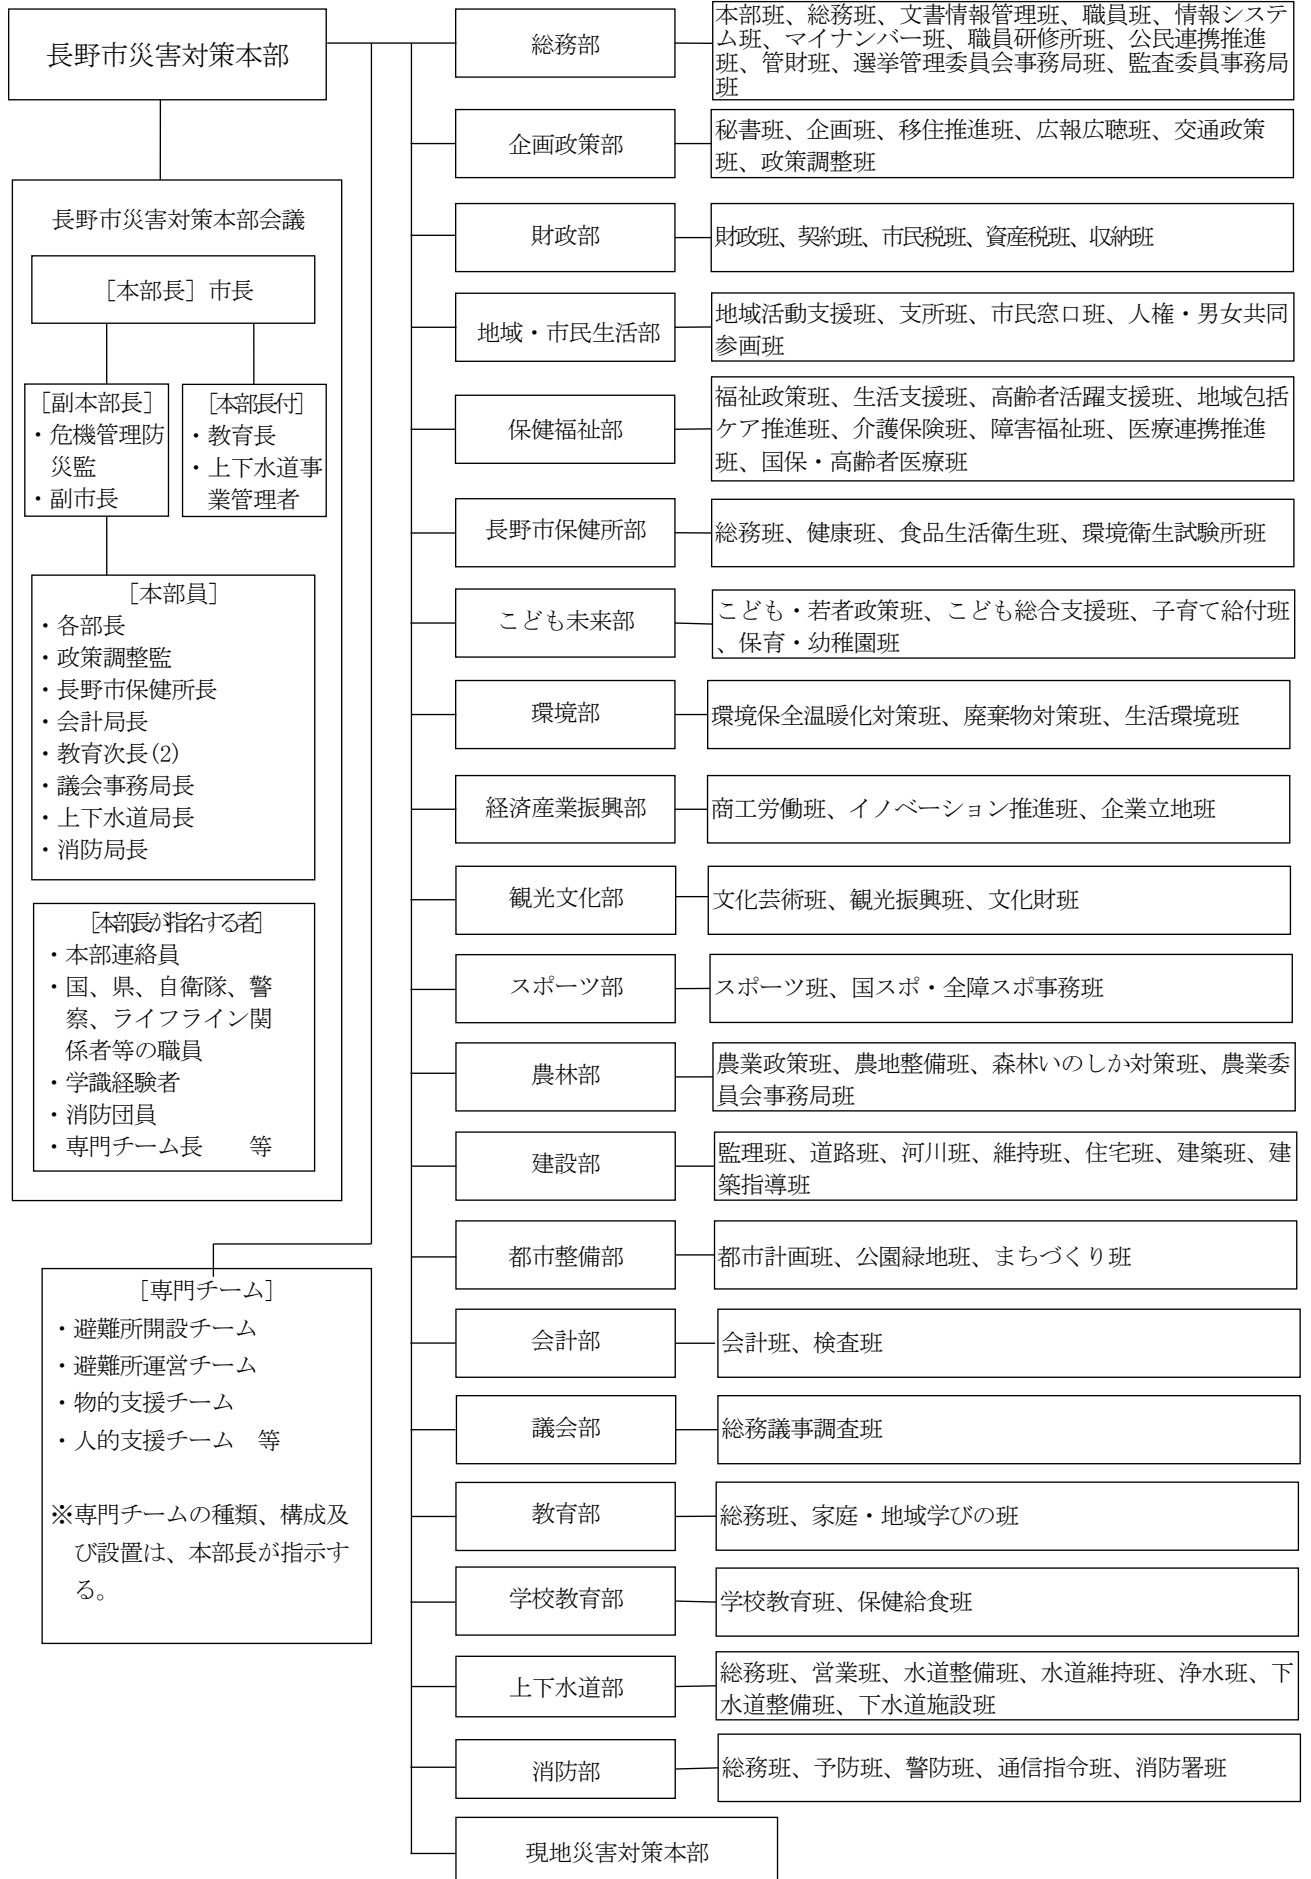 長野市災害対策本部
長野市災害対策本部会議
［本部長］市長
［副本部長］
・危機管理防
災監
・副市長
［本部長付］
・教育長
・上下水道事
業管理者
［本部員］
・各部長
・政策調整監
・長野市保健所長
・会計局長
・教育次長(2)
・議会事務局長
・上下水道局長
・消防局長
［本部長が指名する者］
・本部連絡員
・国、県、自衛隊、警
察、ライフライン関
係者等の職員
・学識経験者
・消防団員
・専門チーム長　　等
［専門チーム］
・避難所開設チーム
・避難所運営チーム
・物的支援チーム
・人的支援チーム　等
※専門チームの種類、構成及
び設置は、本部長が指示す
る。
総務部
本部班、総務班、文書情報管理班、職員班、情報システ
ム班、マイナンバー班、職員研修所班、公民連携推進
班、管財班、選挙管理委員会事務局班、監査委員事務局
班
企画政策部
秘書班、企画班、移住推進班、広報広聴班、交通政策
班、政策調整班
財政部
財政班、契約班、市民税班、資産税班、収納班
地域・市民生活部
地域活動支援班、支所班、市民窓口班、人権・男女共同
参画班
保健福祉部
福祉政策班、生活支援班、高齢者活躍支援班、地域包括
ケア推進班、介護保険班、障害福祉班、医療連携推進
班、国保・高齢者医療班
長野市保健所部
総務班、健康班、食品生活衛生班、環境衛生試験所班
こども未来部
こども・若者政策班、こども総合支援班、子育て給付班
、保育・幼稚園班
環境部
環境保全温暖化対策班、廃棄物対策班、生活環境班
経済産業振興部
商工労働班、イノベーション推進班、企業立地班
観光文化部
文化芸術班、観光振興班、文化財班
スポーツ部
スポーツ班、国スポ・全障スポ事務班
農林部
農業政策班、農地整備班、森林いのしか対策班、農業委
員会事務局班
建設部
監理班、道路班、河川班、維持班、住宅班、建築班、建
築指導班
都市整備部
都市計画班、公園緑地班、まちづくり班
会計部
会計班、検査班
議会部
総務議事調査班
教育部
総務班、家庭・地域学びの班
学校教育部
学校教育班、保健給食班
上下水道部
総務班、営業班、水道整備班、水道維持班、浄水班、下
水道整備班、下水道施設班
消防部
総務班、予防班、警防班、通信指令班、消防署班
現地災害対策本部